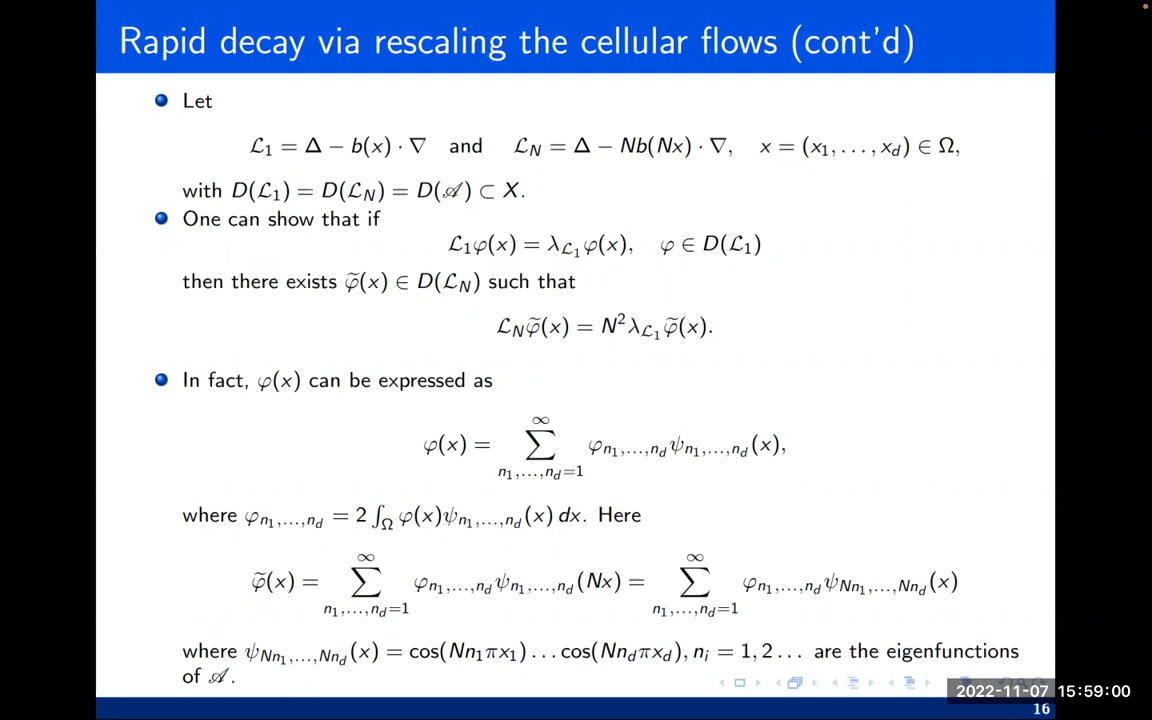 Rapid decay via rescaling the cellular flows (cont'd)
Let
ℒ₁ = Δ − b(x) · ∇ and ℒ_N = Δ − Nb(Nx) · ∇, x = (x₁, . . . , x_d) ∈ Ω,
with D(ℒ₁) = D(ℒ_N) = D(𝒜) ⊂ X.
One can show that if
ℒ₁φ(x) = λ_{ℒ₁}φ(x), φ ∈ D(ℒ₁)
then there exists φ̃(x) ∈ D(ℒ_N) such that
ℒ_Nφ̃(x) = N²λ_{ℒ₁}φ̃(x).
In fact, φ(x) can be expressed as
φ(x) = ∑_{n₁,...,n_d=1}^{∞} φ_{n₁,...,n_d}ψ_{n₁,...,n_d}(x),
where φ_{n₁,...,n_d} = 2 ∫_Ω φ(x)ψ_{n₁,...,n_d}(x) dx. Here
φ̃(x) = ∑_{n₁,...,n_d=1}^{∞} φ_{n₁,...,n_d}ψ_{n₁,...,n_d}(Nx) = ∑_{n₁,...,n_d=1}^{∞} φ_{n₁,...,n_d}ψ_{Nn₁,...,Nn_d}(x)
where ψ_{Nn₁,...,Nn_d}(x) = cos(Nn₁πx₁) . . . cos(Nn_dπx_d), n_i = 1, 2 . . . are the eigenfunctions
of 𝒜.
2022-11-07 15:59:00
16